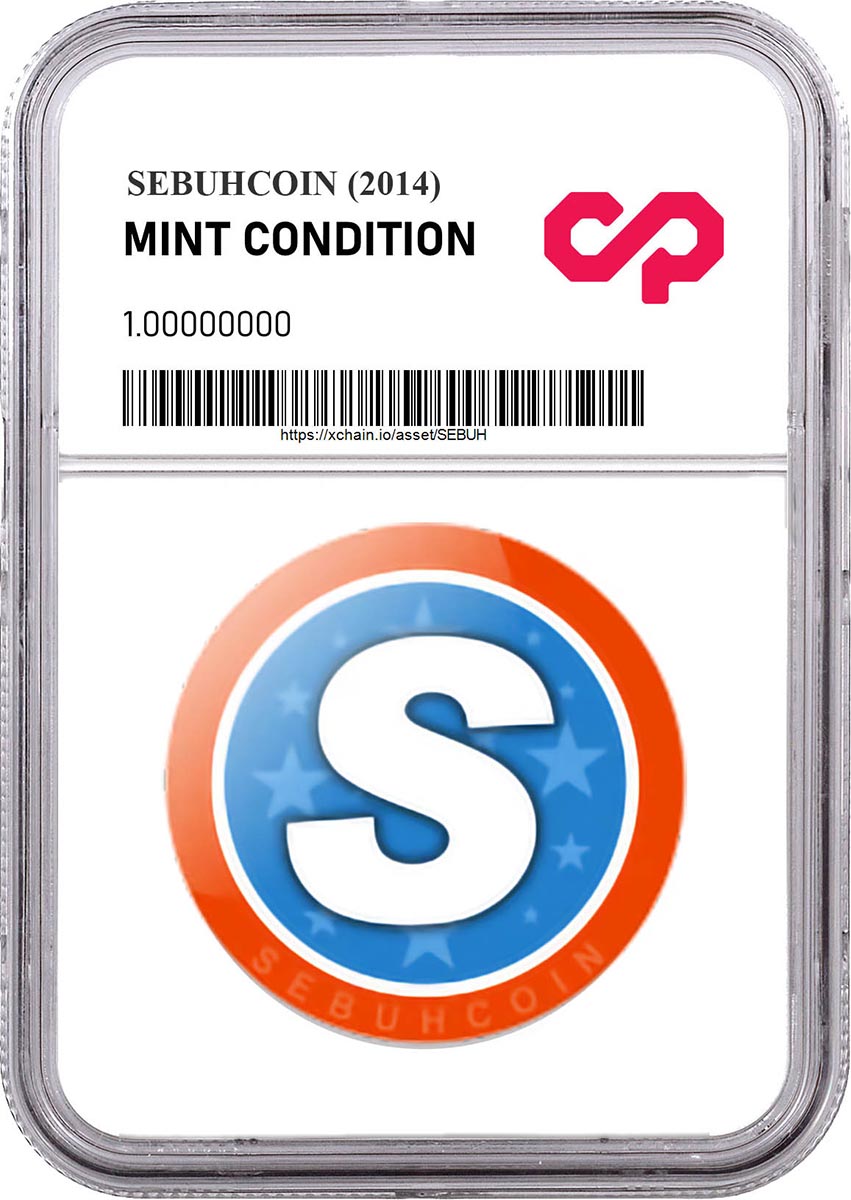 SEBUHCOIN (2014)
MINT CONDITION
1.00000000
https://xchain.io/asset/SEBUH
S
SEBUHCOIN